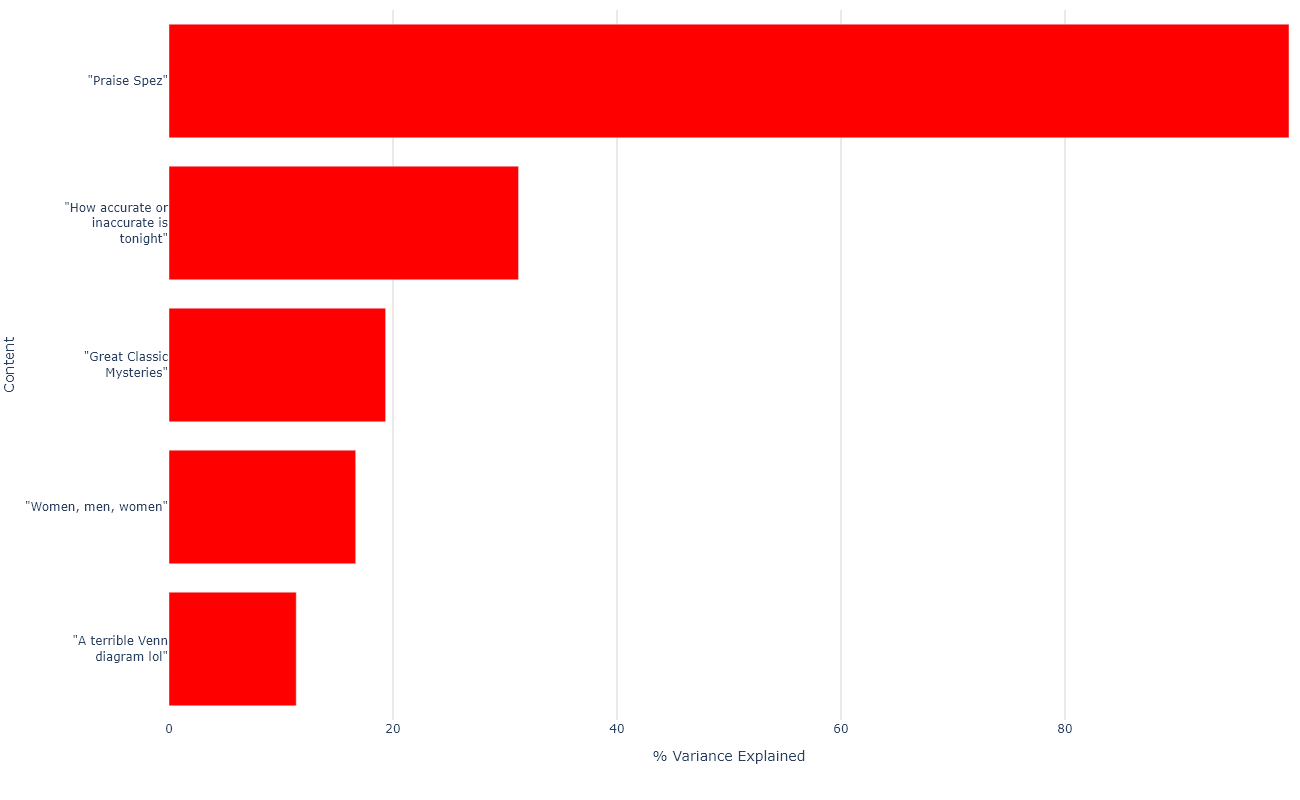 "Praise Spez"
"How accurate or
inaccurate is
tonight"
"Great Classic
Mysteries"
"Women, men, women"
"A terrible Venn
diagram lol"
Content
0 20 40 60 80
% Variance Explained